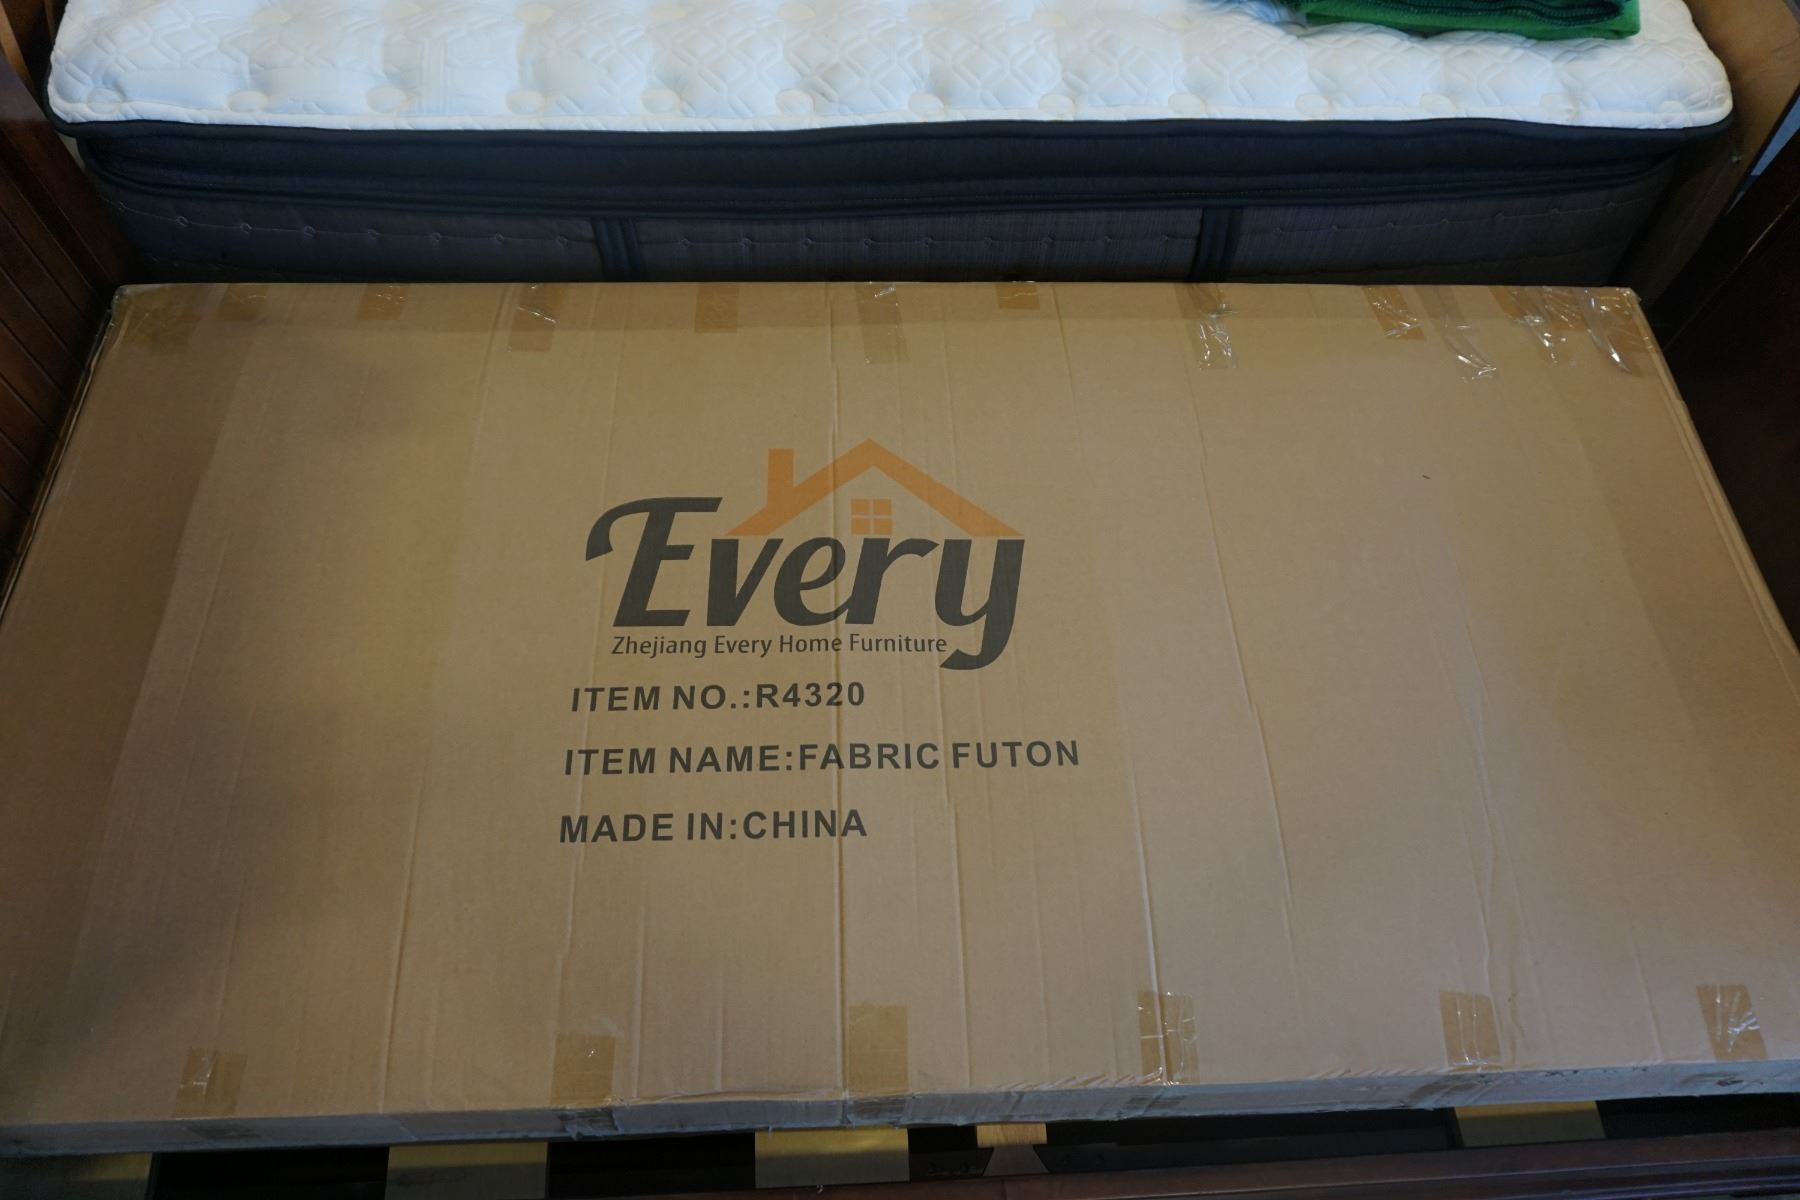 Every
Zhejiang Every Home Furniture
ITEM NO.:R4320
ITEM NAME:FABRIC FUTON
MADE IN:CHINA